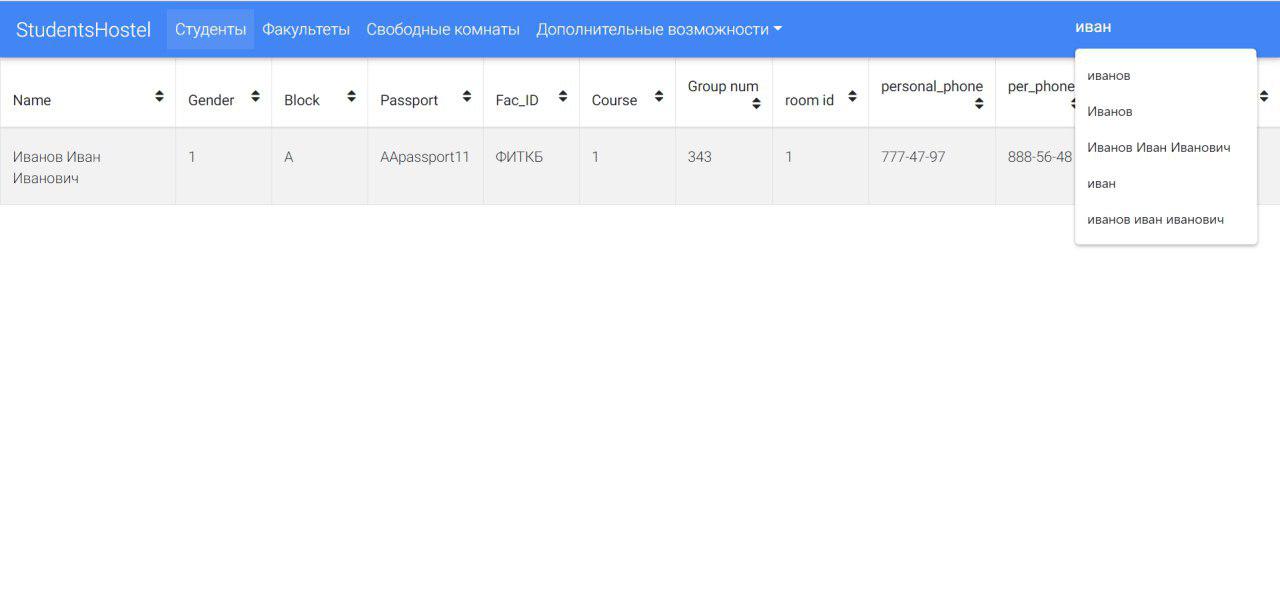 StudentsHostel Студенты Факультеты Свободные комнаты Дополнительные возможности иван
иванов
Иванов
Иванов Иван Иванович
иван
иванов иван иванович
Name Gender Block Passport Fac_ID Course Group num room id personal_phone per_phone
Иванов Иван Иванович 1 A AApassport11 ФИТКБ 1 343 1 777-47-97 888-56-48